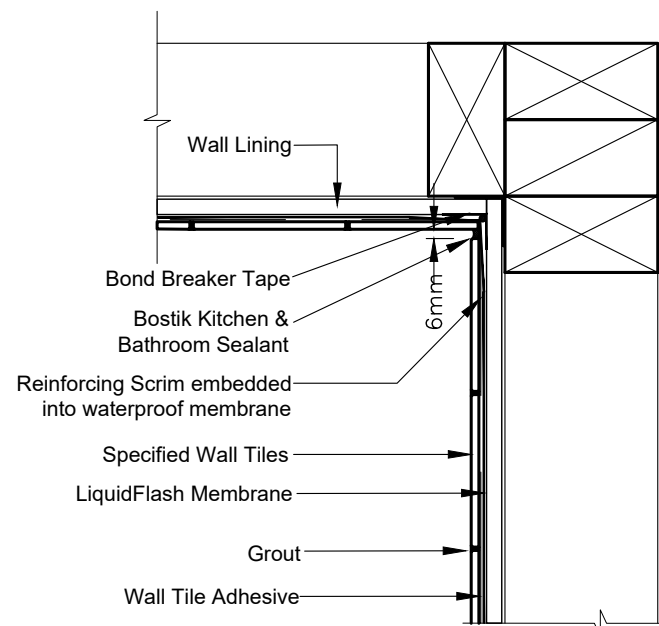 Wall Lining
Bond Breaker Tape
Bostik Kitchen &
Bathroom Sealant
6mm
Reinforcing Scrim embedded
into waterproof membrane
Specified Wall Tiles
LiquidFlash Membrane
Grout
Wall Tile Adhesive